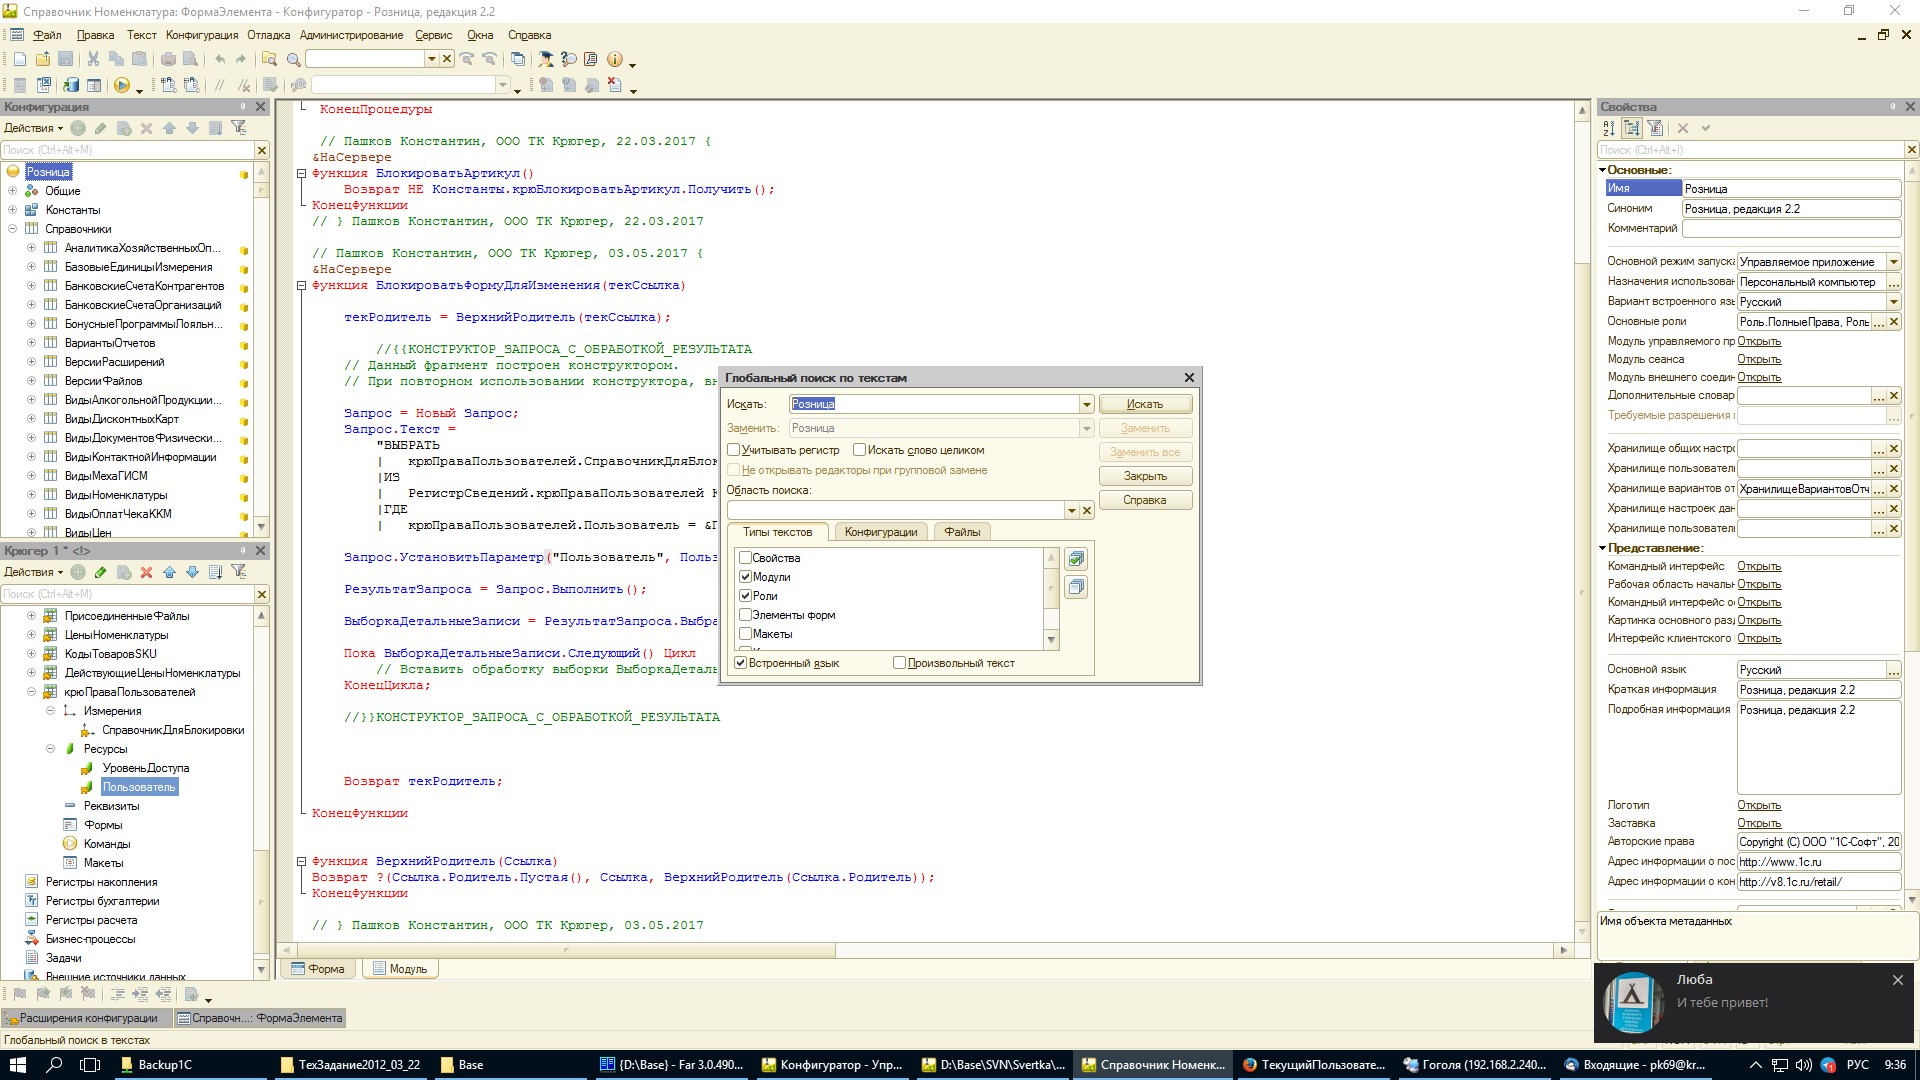 Справочник Номенклатура: ФормаЭлемента - Конфигуратор - Розница, редакция 2.2
Файл Правка Текст Конфигурация Отладка Администрирование Сервис Окна Справка
Конфигурация
Действия
Поиск (Ctrl+Alt+M)
Розница
Общие
Константы
Справочники
АналитикаХозяйственныхОп...
БазовыеЕдиницыИзмерения
БанковскиеСчетаКонтрагентов
БанковскиеСчетаОрганизаций
БонусныеПрограммыЛояльн...
ВариантыОтчетов
ВерсииРасширений
ВерсииФайлов
ВидыАлкогольнойПродукции...
ВидыДисконтныхКарт
ВидыДокументовФизически...
ВидыКонтактнойИнформации
ВидыМехаГИСМ
ВидыНоменклатуры
ВидыОплатЧекаККМ
ВидыЦен
Крюгер 1 * <!>
Действия
Поиск (Ctrl+Alt+M)
ПрисоединенныеФайлы
ЦеныНоменклатуры
КодыТоваровSKU
ДействующиеЦеныНоменклатуры
крюПраваПользователей
Измерения
СправочникДляБлокировки
Ресурсы
УровеньДоступа
Пользователь
Реквизиты
Формы
Команды
Макеты
Регистры накопления
Регистры бухгалтерии
Регистры расчета
Бизнес-процессы
Задачи
Внешние источники данных
КонецПроцедуры
// Пашков Константин, ООО ТК Крюгер, 22.03.2017 {
&НаСервере
Функция БлокироватьАртикул()
Возврат НЕ Константы.крюБлокироватьАртикул.Получить();
КонецФункции
// } Пашков Константин, ООО ТК Крюгер, 22.03.2017
// Пашков Константин, ООО ТК Крюгер, 03.05.2017 {
&НаСервере
Функция БлокироватьФормуДляИзменения(текСсылка)
текРодитель = ВерхнийРодитель(текСсылка);
//{{КОНСТРУКТОР_ЗАПРОСА_С_ОБРАБОТКОЙ_РЕЗУЛЬТАТА
// Данный фрагмент построен конструктором.
// При повторном использовании конструктора, вн
Запрос = Новый Запрос;
Запрос.Текст =
"ВЫБРАТЬ
| крюПраваПользователей.СправочникДляБлок
|ИЗ
| РегистрСведений.крюПраваПользователей К
|ГДЕ
| крюПраваПользователей.Пользователь = &П
Запрос.УстановитьПараметр("Пользователь", Польз
РезультатЗапроса = Запрос.Выполнить();
ВыборкаДетальныеЗаписи = РезультатЗапроса.Выбра
Пока ВыборкаДетальныеЗаписи.Следующий() Цикл
// Вставить обработку выборки ВыборкаДеталь
КонецЦикла;
//}}КОНСТРУКТОР_ЗАПРОСА_С_ОБРАБОТКОЙ_РЕЗУЛЬТАТА
Возврат текРодитель;
КонецФункции
Функция ВерхнийРодитель(Ссылка)
Возврат ?(Ссылка.Родитель.Пустая(), Ссылка, ВерхнийРодитель(Ссылка.Родитель));
КонецФункции
// } Пашков Константин, ООО ТК Крюгер, 03.05.2017
Форма Модуль
Глобальный поиск по текстам
Искать: Розница Искать
Заменить: Розница Заменить
Учитывать регистр Искать слово целиком Заменить все
Не открывать редакторы при групповой замене
Закрыть
Область поиска:
Справка
Типы текстов Конфигурации Файлы
Свойства
Модули
Роли
Элементы форм
Макеты
Встроенный язык Произвольный текст
Свойства
Поиск (Ctrl+Alt+I)
Основные:
Имя Розница
Синоним Розница, редакция 2.2
Комментарий
Основной режим запуска Управляемое приложение
Назначения использован Персональный компьютер ...
Вариант встроенного язь Русский
Основные роли Роль.ПолныеПрава, Роль ...
Модуль управляемого пр Открыть
Модуль сеанса Открыть
Модуль внешнего соедин Открыть
Дополнительные словар ...
Требуемые разрешения ...
Хранилище общих настро ...
Хранилище пользовател ...
Хранилище вариантов от ХранилищеВариантовОтч ...
Хранилище настроек дан ...
Хранилище пользовател ...
Представление:
Командный интерфейс Открыть
Рабочая область начальн Открыть
Командный интерфейс о Открыть
Картинка основного разд Открыть
Интерфейс клиентского Открыть
Основной язык Русский ...
Краткая информация Розница, редакция 2.2
Подробная информация Розница, редакция 2.2
Логотип Открыть
Заставка Открыть
Авторские права Copyright (C) ООО "1С-Софт", 20
Адрес информации о пос http://www.1c.ru
Адрес информации о кон http://v8.1c.ru/retail/
Имя объекта метаданных
Люба
И тебе привет!
Расширения конфигурации Справочн...: ФормаЭлемента
Глобальный поиск в текстах
Backup1C ТехЗадание2012_03_22 Base {D:\Base} - Far 3.0.490... Конфигуратор - Упр... D:\Base\SVN\Svertka\... Справочник Номенк... ТекущийПользовате... Гоголя (192.168.2.240... Входящие - pk69@kr... РУС 9:36